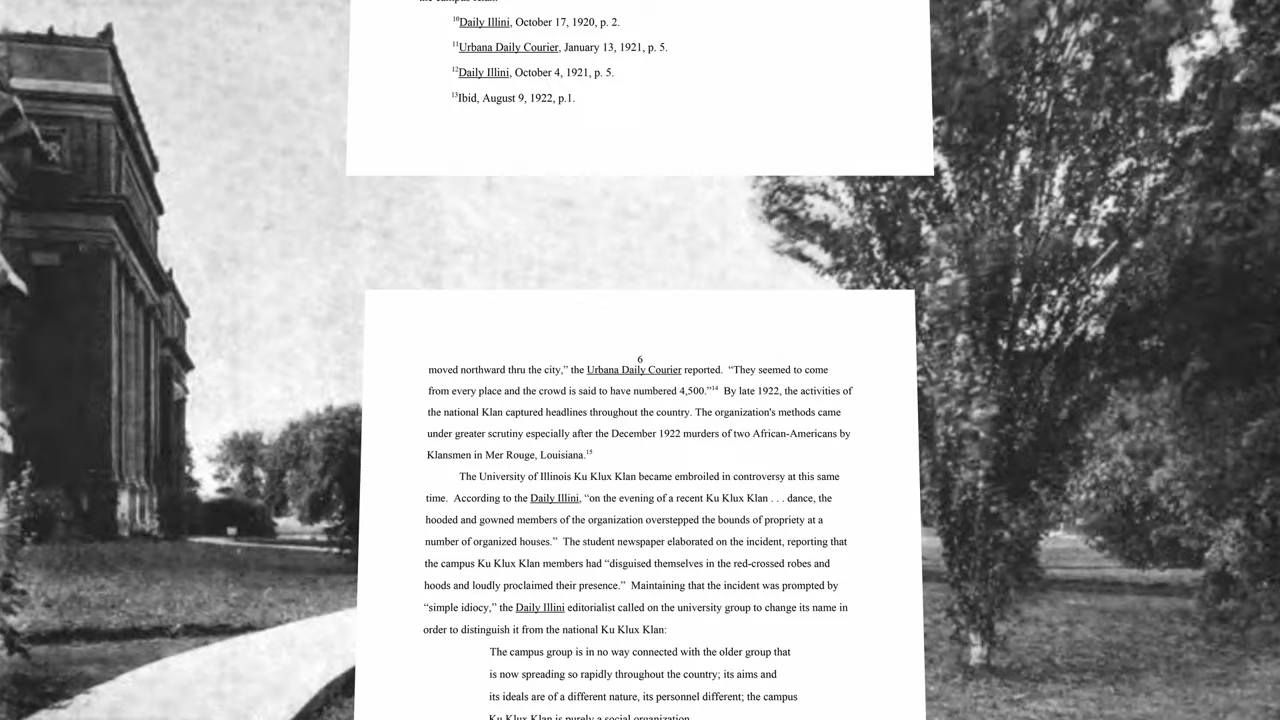 the campus Klan.
10Daily Illini, October 17, 1920, p. 2.
11Urbana Daily Courier, January 13, 1921, p. 5.
12Daily Illini, October 4, 1921, p. 5.
13Ibid, August 9, 1922, p.1.
6
moved northward thru the city,” the Urbana Daily Courier reported. “They seemed to come
from every place and the crowd is said to have numbered 4,500.”14 By late 1922, the activities of
the national Klan captured headlines throughout the country. The organization's methods came
under greater scrutiny especially after the December 1922 murders of two African-Americans by
Klansmen in Mer Rouge, Louisiana.15
The University of Illinois Ku Klux Klan became embroiled in controversy at this same
time. According to the Daily Illini, “on the evening of a recent Ku Klux Klan . . . dance, the
hooded and gowned members of the organization overstepped the bounds of propriety at a
number of organized houses.” The student newspaper elaborated on the incident, reporting that
the campus Ku Klux Klan members had “disguised themselves in the red-crossed robes and
hoods and loudly proclaimed their presence.” Maintaining that the incident was prompted by
“simple idiocy,” the Daily Illini editorialist called on the university group to change its name in
order to distinguish it from the national Ku Klux Klan:
The campus group is in no way connected with the older group that
is now spreading so rapidly throughout the country; its aims and
its ideals are of a different nature, its personnel different; the campus
Ku Klux Klan is purely a social organization